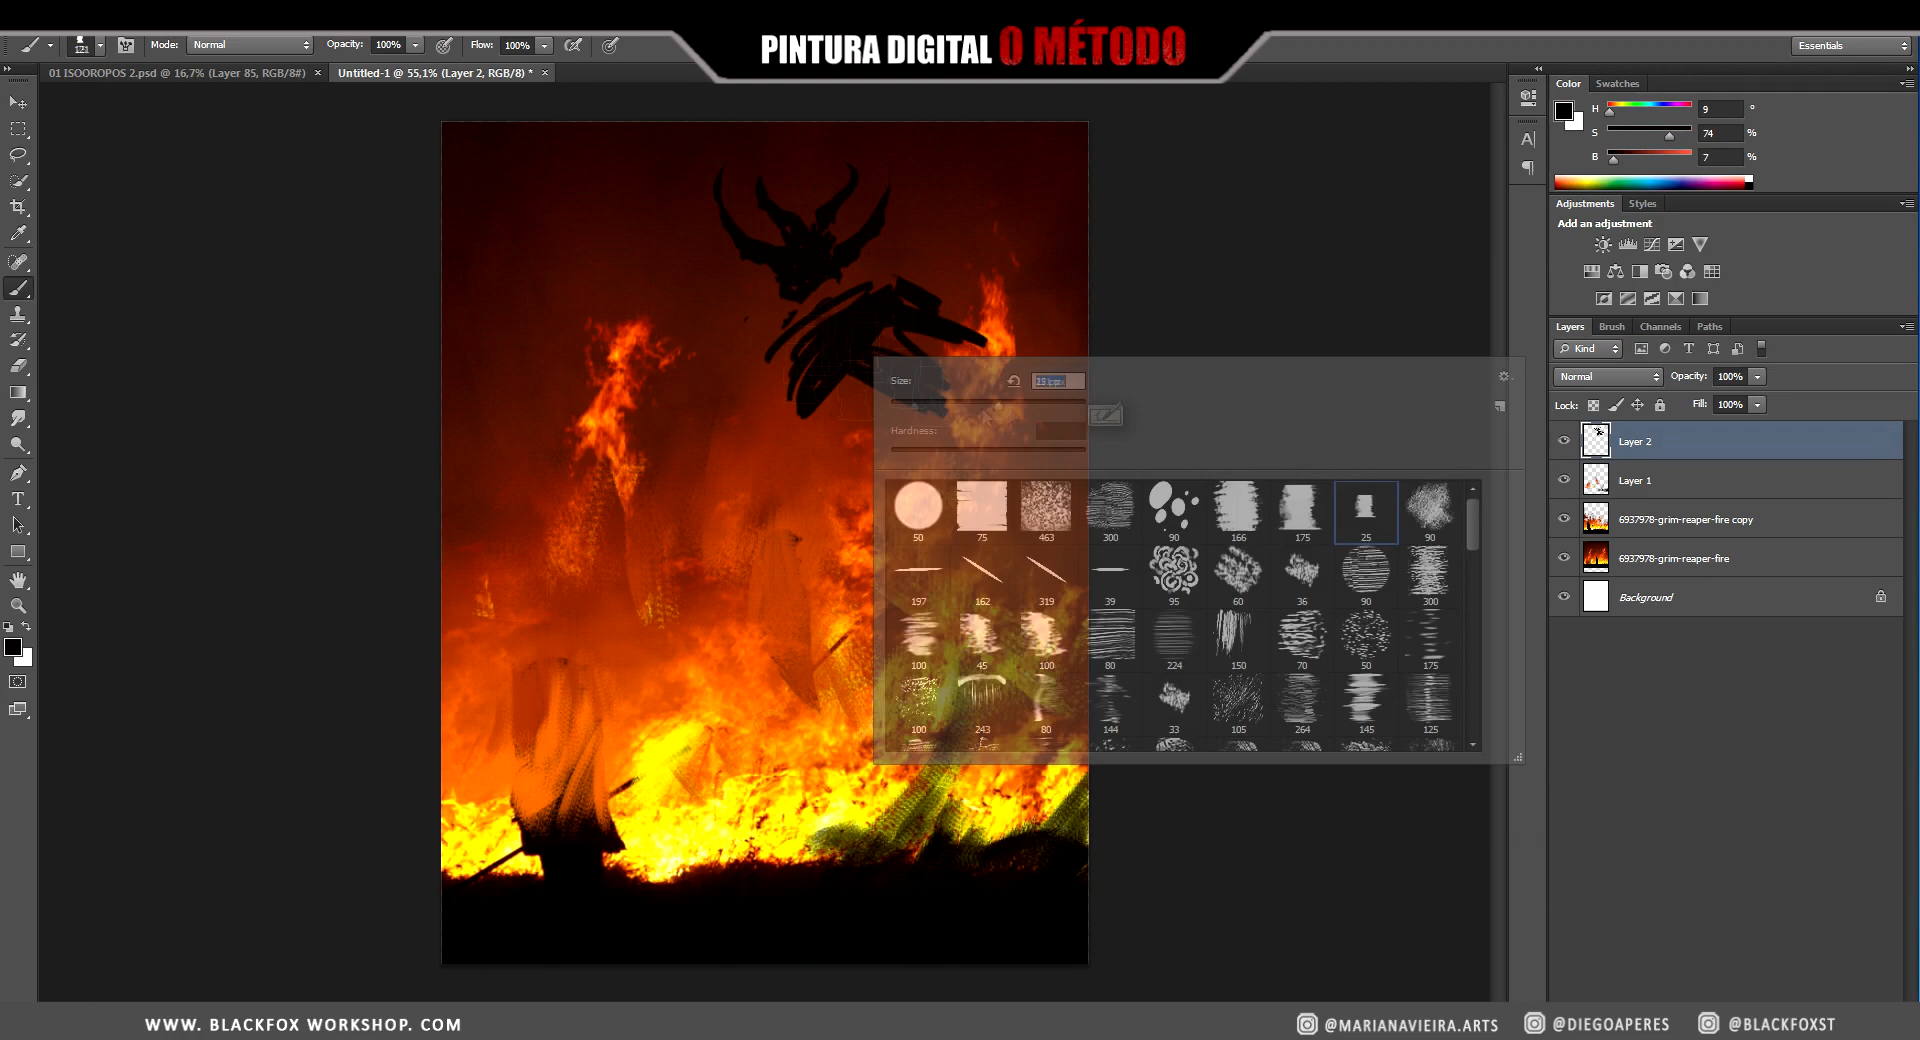 PINTURA DIGITAL O MÉTODO
121 Mode: Normal Opacity: 100% Flow: 100% Essentials
01 ISOOROPOS 2.psd @ 16,7% (Layer 85, RGB/8#) × Untitled-1 @ 55,1% (Layer 2, RGB/8) * ×
Color Swatches
H 9 °
S 74 %
B 7 %
Adjustments Styles
Add an adjustment
Layers Brush Channels Paths
Kind
Normal Opacity: 100%
Lock: Fill: 100%
Layer 2
Layer 1
6937978-grim-reaper-fire copy
6937978-grim-reaper-fire
Background
Size:
Hardness:
50 75 463 300 90 166 175 25 90
197 162 319 39 95 60 36 90 300
100 45 100 80 224 150 70 50 175
100 243 80 144 33 105 264 145 125
WWW. BLACKFOX WORKSHOP. COM
@MARIANAVIEIRA.ARTS @DIEGOAPERES @BLACKFOXST